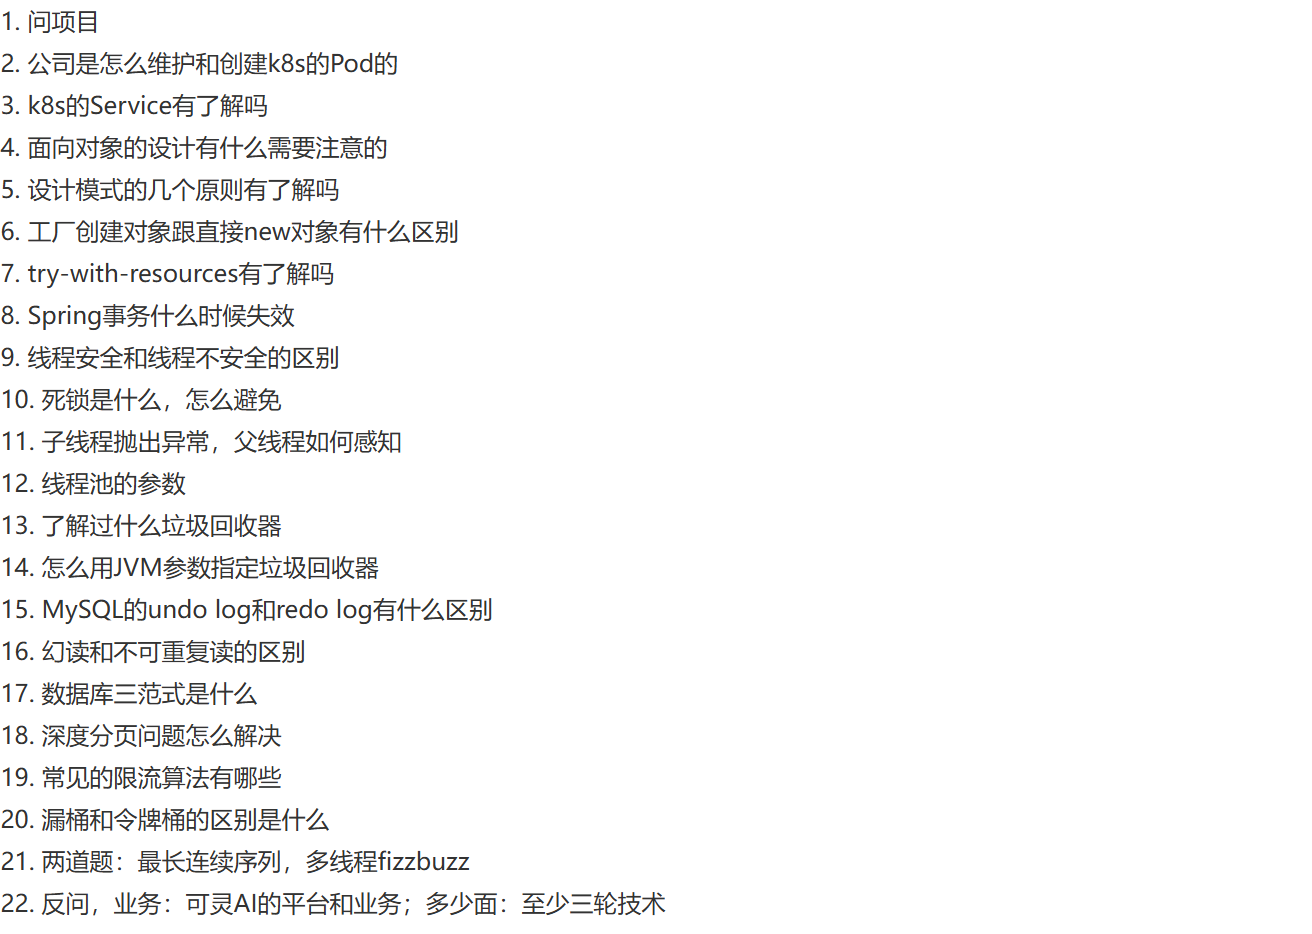 1. 问项目
2. 公司是怎么维护和创建k8s的Pod的
3. k8s的Service有了解吗
4. 面向对象的设计有什么需要注意的
5. 设计模式的几个原则有了解吗
6. 工厂创建对象跟直接new对象有什么区别
7. try-with-resources有了解吗
8. Spring事务什么时候失效
9. 线程安全和线程不安全的区别
10. 死锁是什么，怎么避免
11. 子线程抛出异常，父线程如何感知
12. 线程池的参数
13. 了解过什么垃圾回收器
14. 怎么用JVM参数指定垃圾回收器
15. MySQL的undo log和redo log有什么区别
16. 幻读和不可重复读的区别
17. 数据库三范式是什么
18. 深度分页问题怎么解决
19. 常见的限流算法有哪些
20. 漏桶和令牌桶的区别是什么
21. 两道题：最长连续序列，多线程fizzbuzz
22. 反问，业务：可灵AI的平台和业务；多少面：至少三轮技术